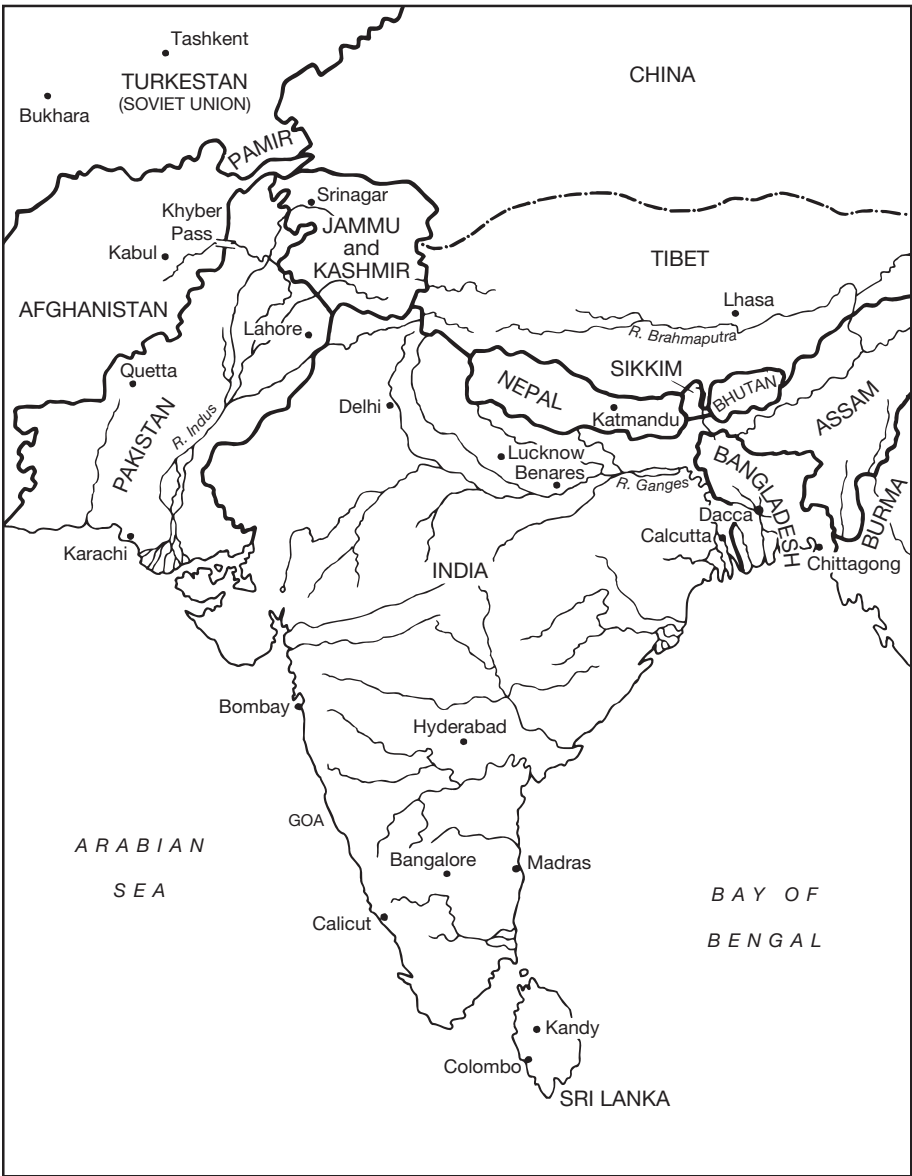 Tashkent
TURKESTAN
(SOVIET UNION)
CHINA
Bukhara
PAMIR
Srinagar
Khyber
Pass
JAMMU
and
KASHMIR
Kabul
TIBET
AFGHANISTAN
Lhasa
Lahore
R. Brahmaputra
Quetta
SIKKIM
NEPAL
BHUTAN
Delhi
Katmandu
ASSAM
PAKISTAN
R. Indus
Lucknow
Benares
BANGLADESH
R. Ganges
BURMA
Dacca
Calcutta
Karachi
Chittagong
INDIA
Bombay
Hyderabad
GOA
ARABIAN
SEA
Bangalore
Madras
BAY OF
BENGAL
Calicut
Kandy
Colombo
SRI LANKA